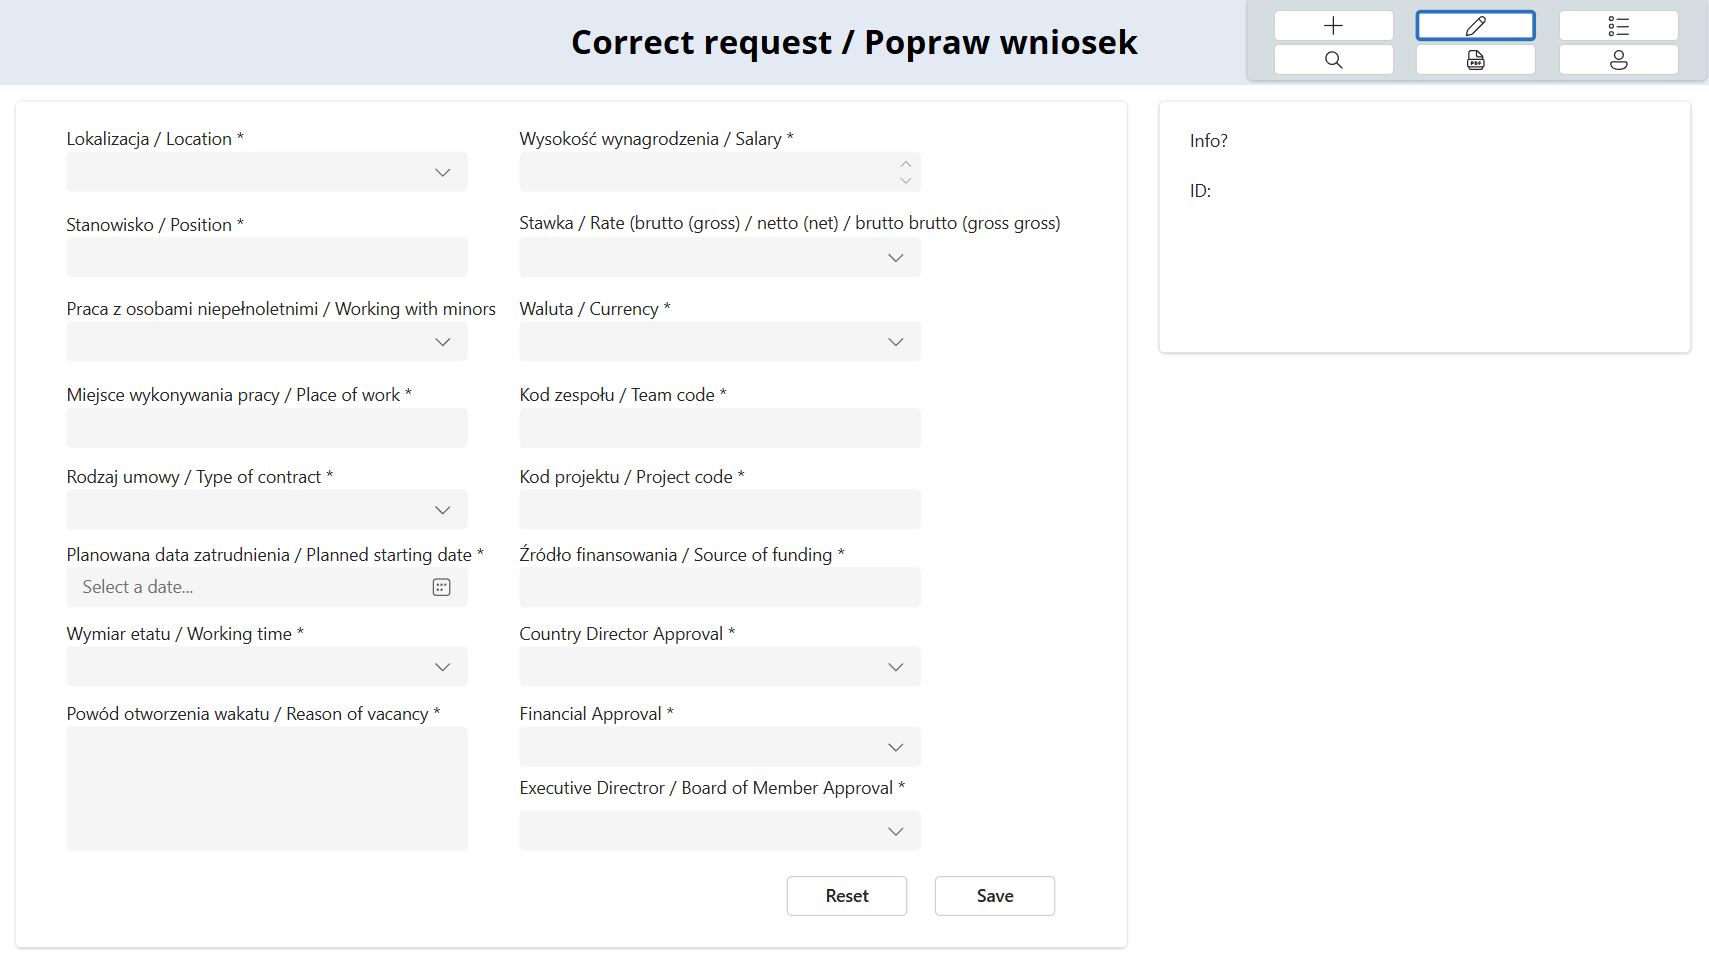 Correct request / Popraw wniosek
PDF
Lokalizacja / Location *
Stanowisko / Position *
Praca z osobami niepełnoletnimi / Working with minors
Miejsce wykonywania pracy / Place of work *
Rodzaj umowy / Type of contract *
Planowana data zatrudnienia / Planned starting date *
Select a date...
Wymiar etatu / Working time *
Powód otworzenia wakatu / Reason of vacancy *
Wysokość wynagrodzenia / Salary *
Stawka / Rate (brutto (gross) / netto (net) / brutto brutto (gross gross)
Waluta / Currency *
Kod zespołu / Team code *
Kod projektu / Project code *
Źródło finansowania / Source of funding *
Country Director Approval *
Financial Approval *
Executive Directror / Board of Member Approval *
Reset
Save
Info?
ID: